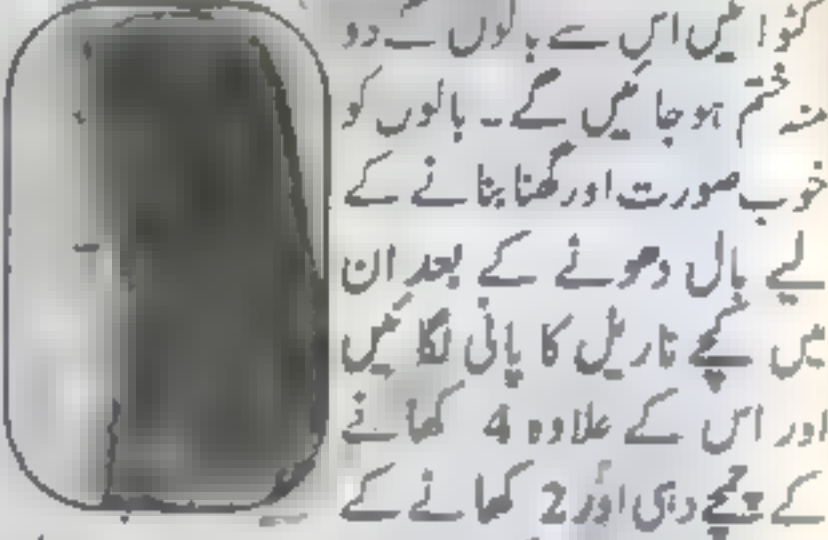 کٹوائیں اس سے بالوں کے دو
منہ ختم ہو جائیں گے۔ بالوں کو
خوب صورت اور گھنا بنانے کے
لیے بال دھونے کے بعد ان
میں کچے ناریل کا پانی لگائیں
اور اس کے علاوہ 4 کھانے
کے چمچے دہی اور 2 کھانے کے